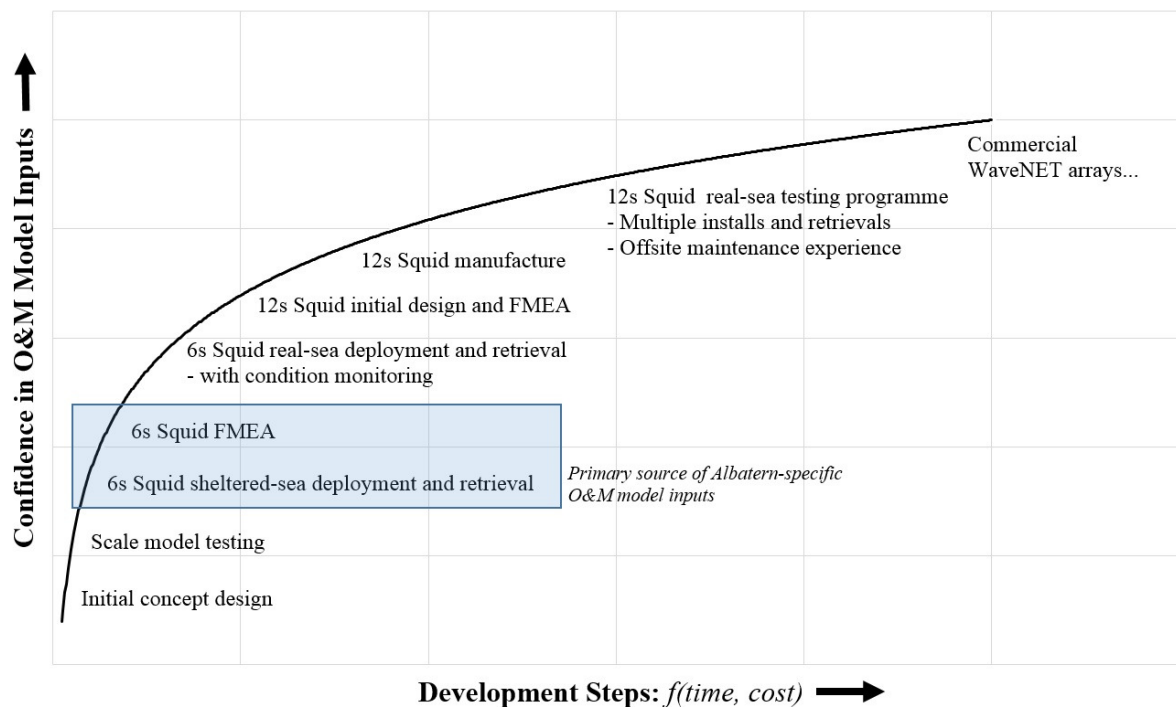 Confidence in O&M Model Inputs
Commercial
WaveNET arrays...
12s Squid real-sea testing programme
- Multiple installs and retrievals
- Offsite maintenance experience
12s Squid manufacture
12s Squid initial design and FMEA
6s Squid real-sea deployment and retrieval
- with condition monitoring
6s Squid FMEA
6s Squid sheltered-sea deployment and retrieval
Primary source of Albatern-specific
O&M model inputs
Scale model testing
Initial concept design
Development Steps: f(time, cost)